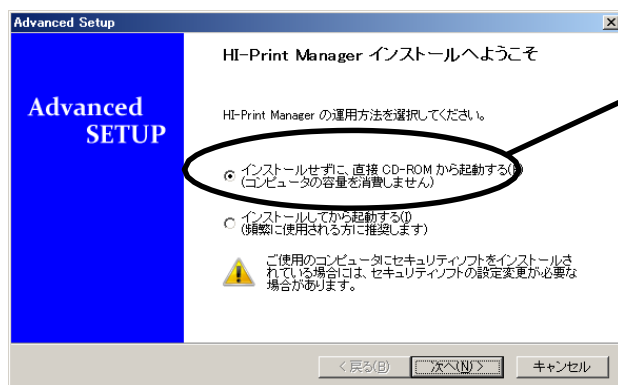 Advanced Setup
HI-Print Manager インストールへようこそ
Advanced
SETUP
HI-Print Manager の運用方法を選択してください。
インストールせずに、直接 CD-ROM から起動する
(コンピュータの容量を消費しません)
インストールしてから起動する(I)
(頻繁に使用される方に推奨します)
ご使用のコンピュータにセキュリティソフトをインストールさ
れている場合には、セキュリティソフトの設定変更が必要な
場合があります。
< 戻る(B)
次へ(N) >
キャンセル